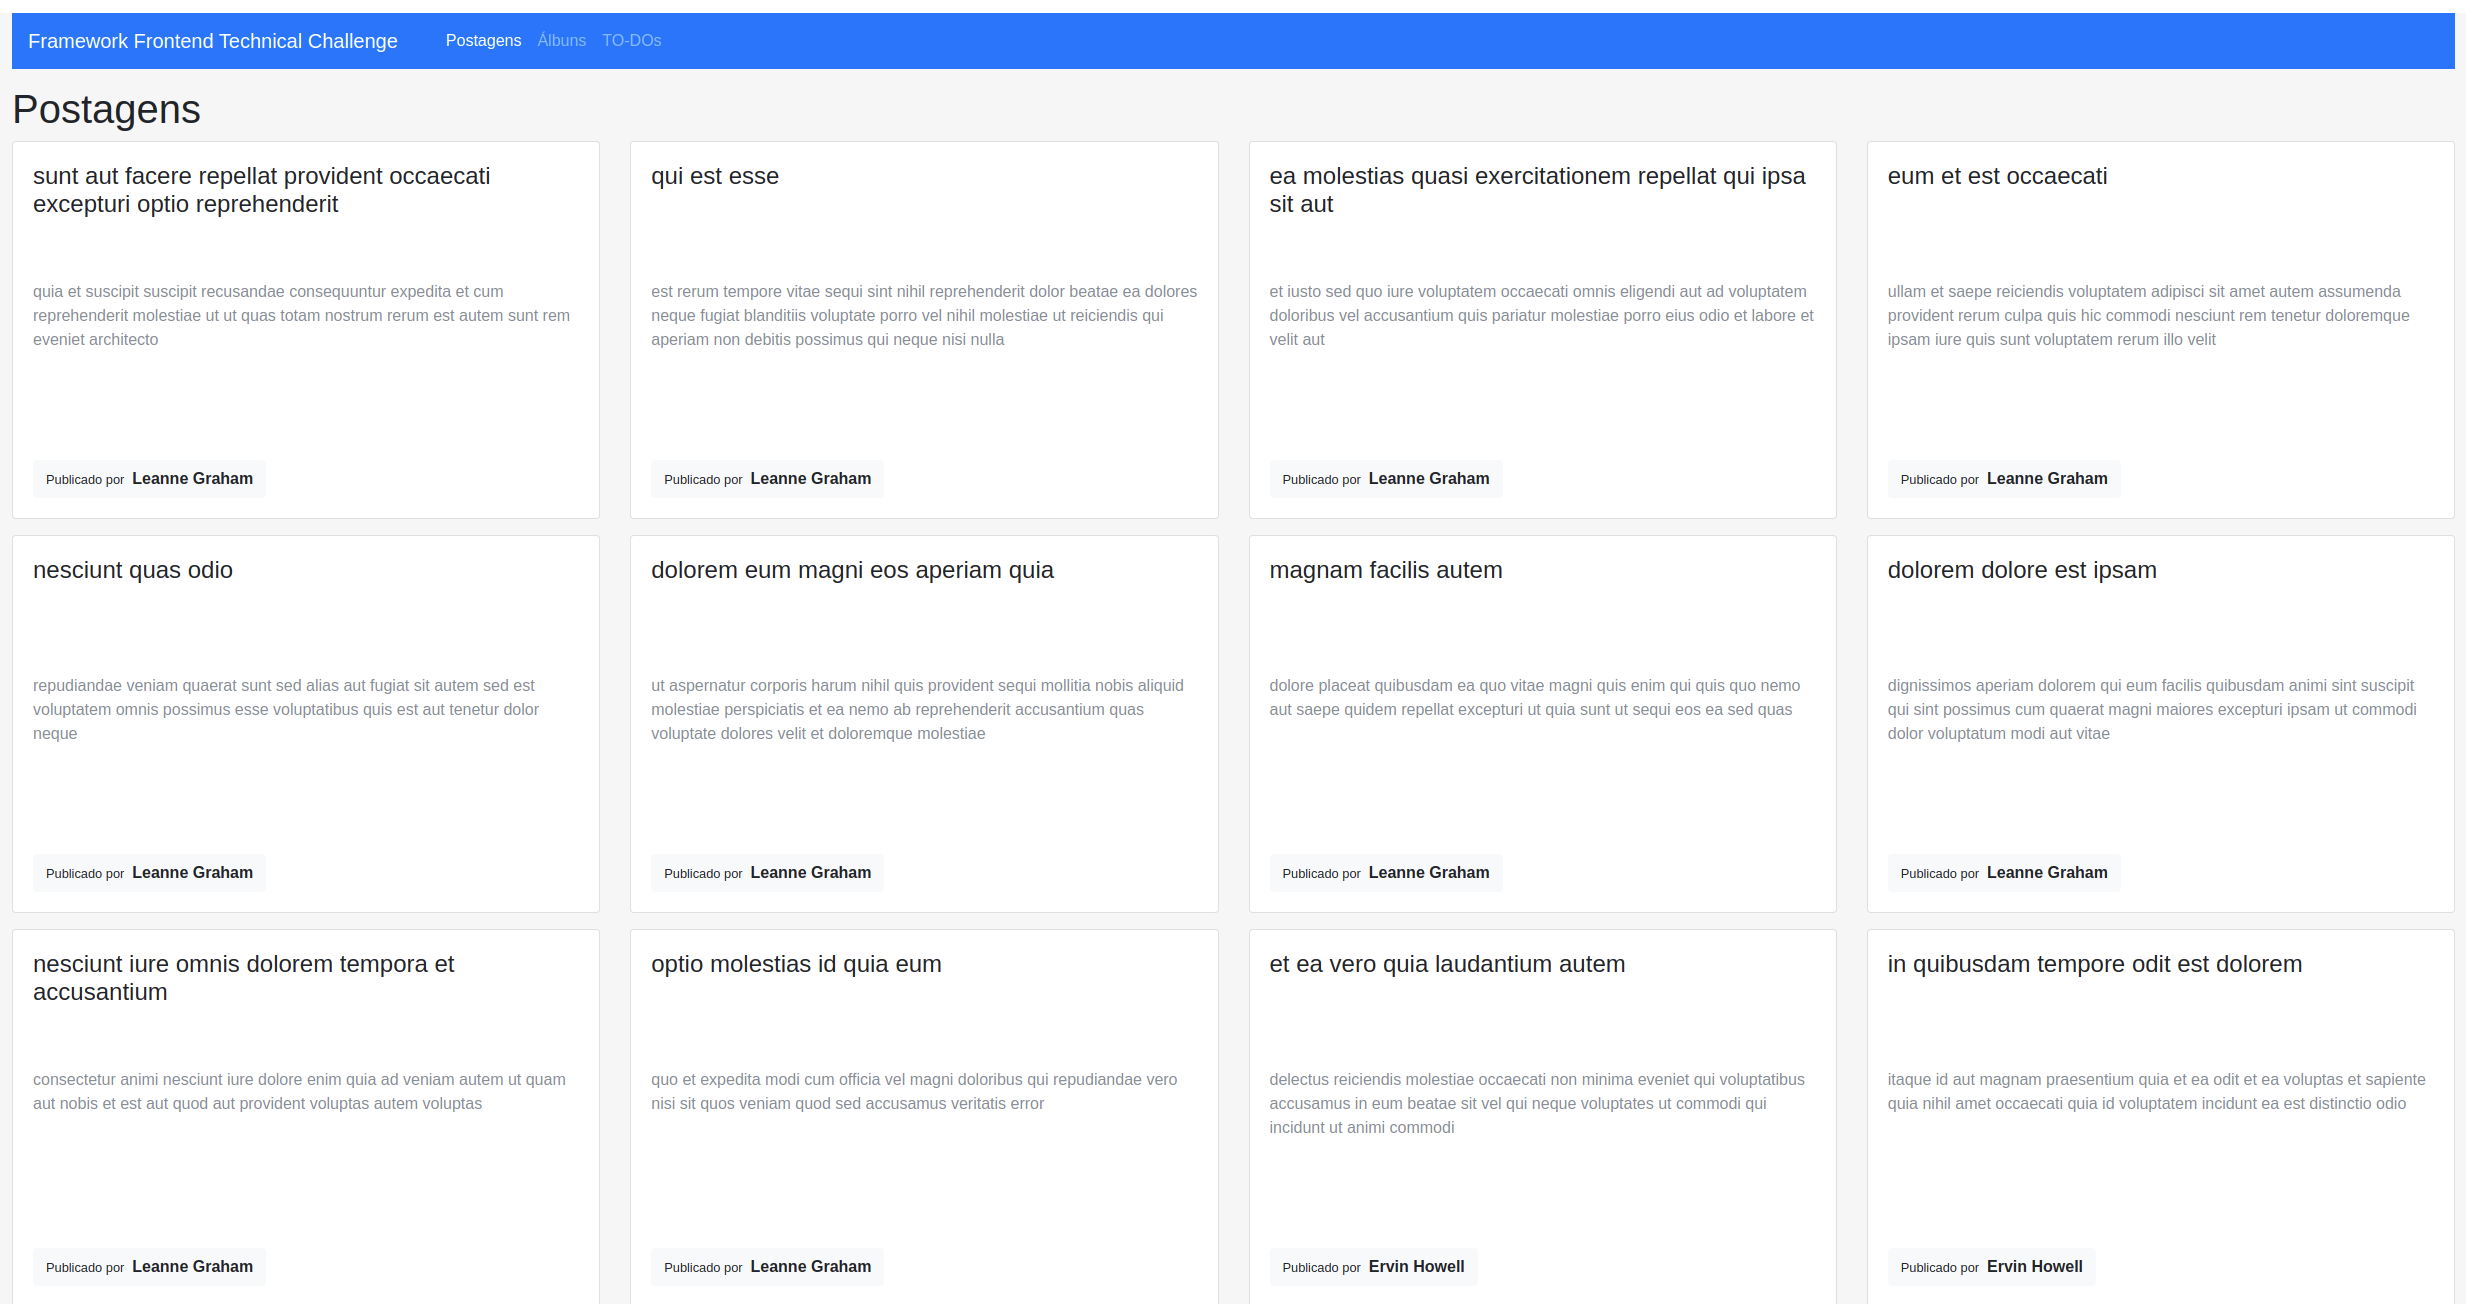 Framework Frontend Technical Challenge Postagens Álbuns TO-DOs
Postagens
sunt aut facere repellat provident occaecati
excepturi optio reprehenderit
quia et suscipit suscipit recusandae consequuntur expedita et cum
reprehenderit molestiae ut ut quas totam nostrum rerum est autem sunt rem
eveniet architecto
Publicado por Leanne Graham
qui est esse
est rerum tempore vitae sequi sint nihil reprehenderit dolor beatae ea dolores
neque fugiat blanditiis voluptate porro vel nihil molestiae ut reiciendis qui
aperiam non debitis possimus qui neque nisi nulla
Publicado por Leanne Graham
ea molestias quasi exercitationem repellat qui ipsa
sit aut
et iusto sed quo iure voluptatem occaecati omnis eligendi aut ad voluptatem
doloribus vel accusantium quis pariatur molestiae porro eius odio et labore et
velit aut
Publicado por Leanne Graham
eum et est occaecati
ullam et saepe reiciendis voluptatem adipisci sit amet autem assumenda
provident rerum culpa quis hic commodi nesciunt rem tenetur doloremque
ipsam iure quis sunt voluptatem rerum illo velit
Publicado por Leanne Graham
nesciunt quas odio
repudiandae veniam quaerat sunt sed alias aut fugiat sit autem sed est
voluptatem omnis possimus esse voluptatibus quis est aut tenetur dolor
neque
Publicado por Leanne Graham
dolorem eum magni eos aperiam quia
ut aspernatur corporis harum nihil quis provident sequi mollitia nobis aliquid
molestiae perspiciatis et ea nemo ab reprehenderit accusantium quas
voluptate dolores velit et doloremque molestiae
Publicado por Leanne Graham
magnam facilis autem
dolore placeat quibusdam ea quo vitae magni quis enim qui quis quo nemo
aut saepe quidem repellat excepturi ut quia sunt ut sequi eos ea sed quas
Publicado por Leanne Graham
dolorem dolore est ipsam
dignissimos aperiam dolorem qui eum facilis quibusdam animi sint suscipit
qui sint possimus cum quaerat magni maiores excepturi ipsam ut commodi
dolor voluptatum modi aut vitae
Publicado por Leanne Graham
nesciunt iure omnis dolorem tempora et
accusantium
consectetur animi nesciunt iure dolore enim quia ad veniam autem ut quam
aut nobis et est aut quod aut provident voluptas autem voluptas
Publicado por Leanne Graham
optio molestias id quia eum
quo et expedita modi cum officia vel magni doloribus qui repudiandae vero
nisi sit quos veniam quod sed accusamus veritatis error
Publicado por Leanne Graham
et ea vero quia laudantium autem
delectus reiciendis molestiae occaecati non minima eveniet qui voluptatibus
accusamus in eum beatae sit vel qui neque voluptates ut commodi qui
incidunt ut animi commodi
Publicado por Ervin Howell
in quibusdam tempore odit est dolorem
itaque id aut magnam praesentium quia et ea odit et ea voluptas et sapiente
quia nihil amet occaecati quia id voluptatem incidunt ea est distinctio odio
Publicado por Ervin Howell